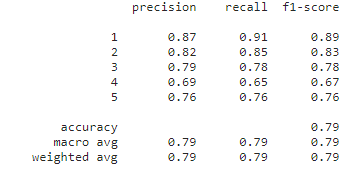 precision recall f1-score
1 0.87 0.91 0.89
2 0.82 0.85 0.83
3 0.79 0.78 0.78
4 0.69 0.65 0.67
5 0.76 0.76 0.76
accuracy 0.79
macro avg 0.79 0.79 0.79
weighted avg 0.79 0.79 0.79